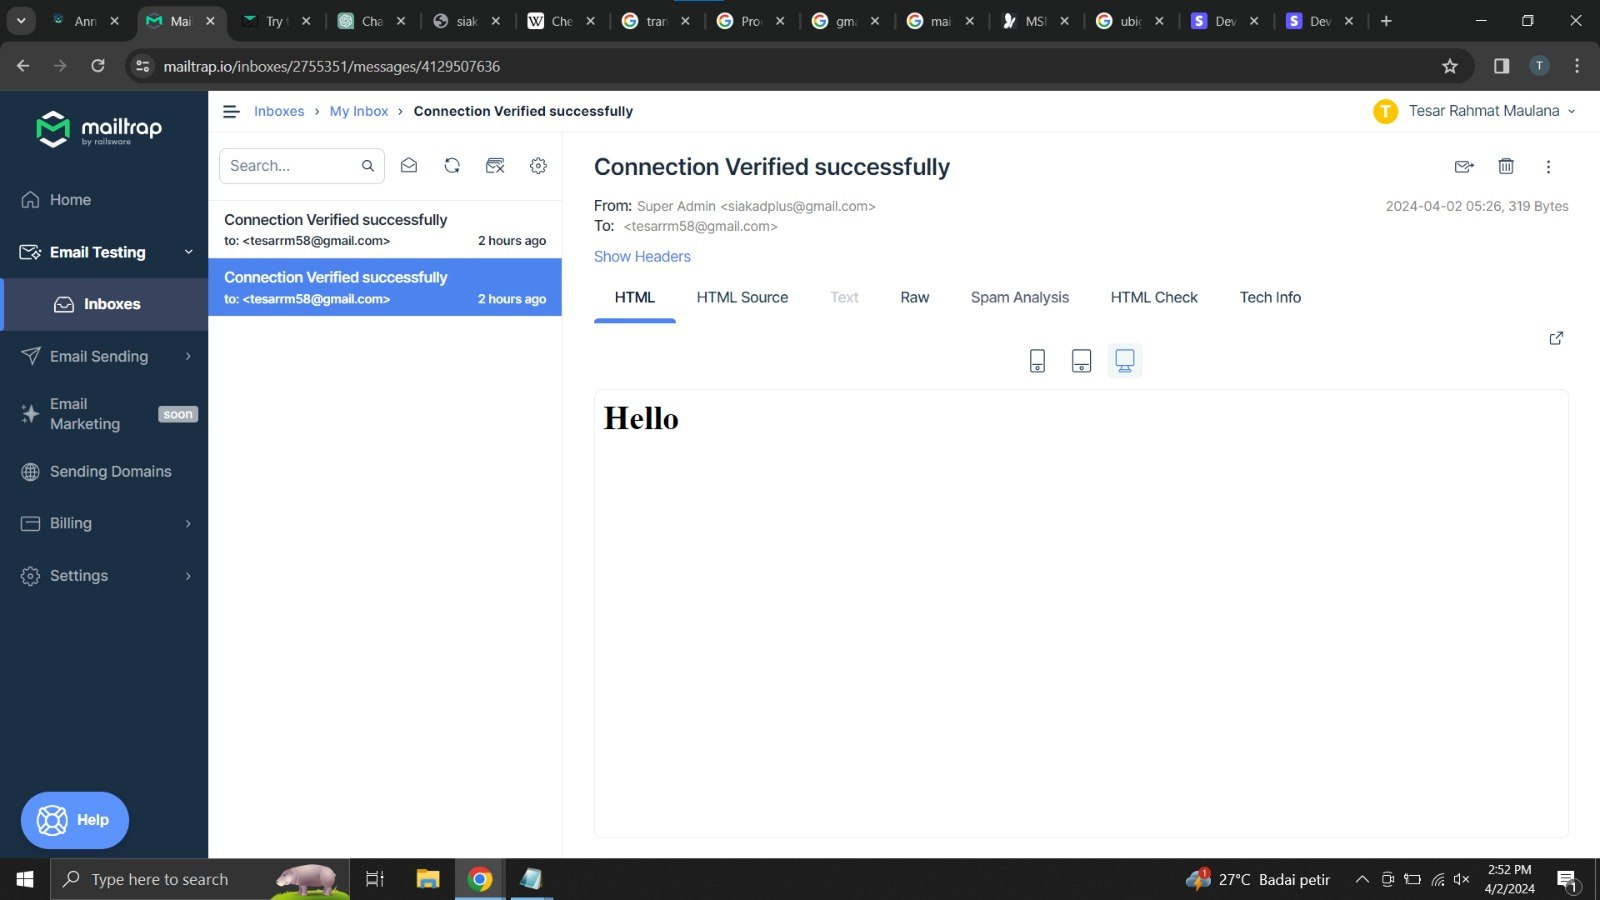 Ann
Mai
Try
Cha
siak
Che
tran
Pro
gma
mai
MS
ubi
Dev
Dev
mailtrap.io/inboxes/2755351/messages/4129507636
T
mailtrap
by railsware
Inboxes › My Inbox › Connection Verified successfully
T Tesar Rahmat Maulana
Home
Email Testing
Inboxes
Email Sending
Email
Marketing
soon
Sending Domains
Billing
Settings
Help
Search...
Connection Verified successfully
to: <tesarrm58@gmail.com> 2 hours ago
Connection Verified successfully
to: <tesarrm58@gmail.com> 2 hours ago
Connection Verified successfully
From: Super Admin <siakadplus@gmail.com> 2024-04-02 05:26, 319 Bytes
To: <tesarrm58@gmail.com>
Show Headers
HTML HTML Source Text Raw Spam Analysis HTML Check Tech Info
Hello
Type here to search
1
27°C Badai petir
2:52 PM
4/2/2024
1